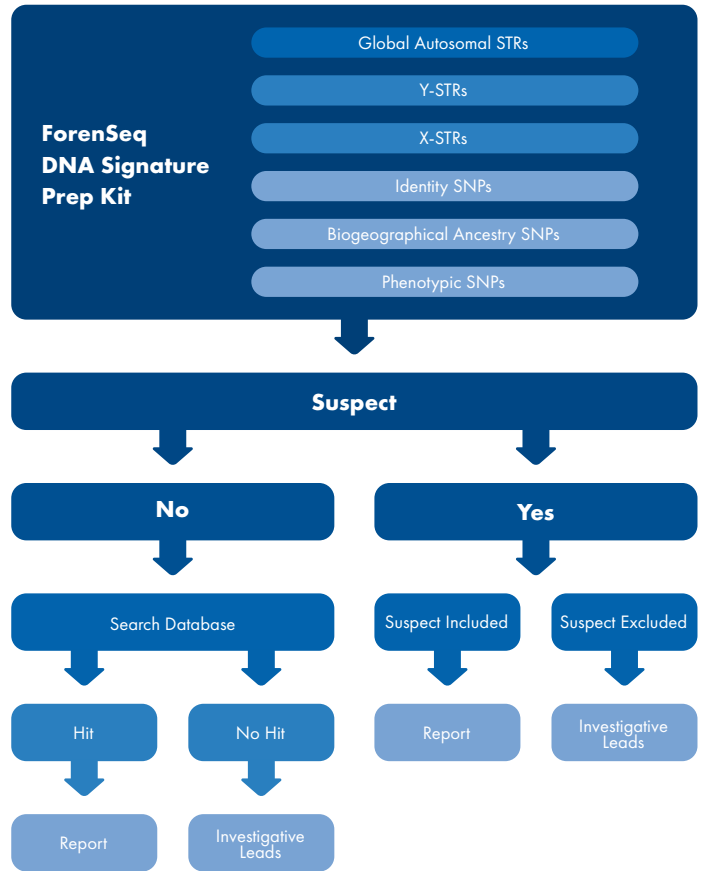 ForenSeq
DNA Signature
Prep Kit
Global Autosomal STRs
Y-STRs
X-STRs
Identity SNPs
Biogeographical Ancestry SNPs
Phenotypic SNPs
Suspect
No
Yes
Search Database
Suspect Included
Suspect Excluded
Hit
No Hit
Report
Investigative
Leads
Report
Investigative
Leads